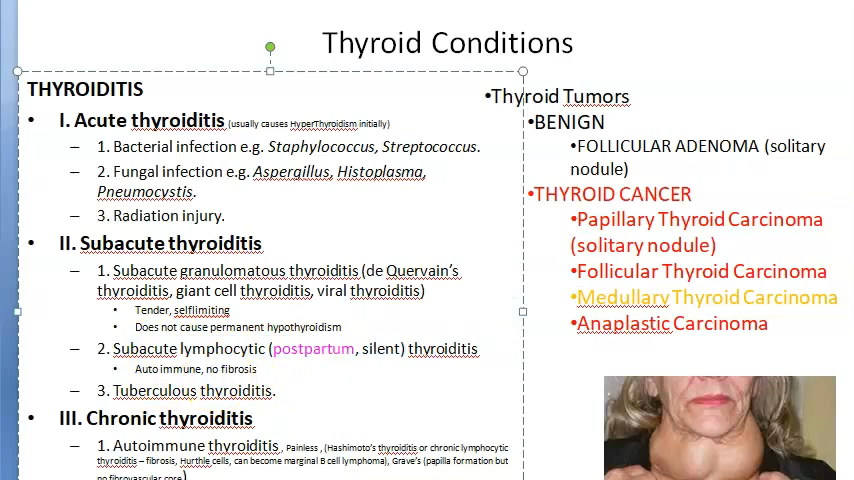 Thyroid Conditions
THYROIDITIS
• I. Acute thyroiditis (usually causes HyperThyroidism initially)
– 1. Bacterial infection e.g. Staphylococcus, Streptococcus.
– 2. Fungal infection e.g. Aspergillus, Histoplasma,
Pneumocystis.
– 3. Radiation injury.
• II. Subacute thyroiditis
– 1. Subacute granulomatous thyroiditis (de Quervain's
thyroiditis, giant cell thyroiditis, viral thyroiditis)
• Tender, selflimiting
• Does not cause permanent hypothyroidism
– 2. Subacute lymphocytic (postpartum, silent) thyroiditis
• Auto immune, no fibrosis
– 3. Tuberculous thyroiditis.
• III. Chronic thyroiditis
– 1. Autoimmune thyroiditis , Painless , (Hashimoto's thyroiditis or chronic lymphocytic
thyroiditis – fibrosis, Hurthle cells, can become marginal B cell lymphoma), Grave's (papilla formation but
no fibrovascular core)
•Thyroid Tumors
•BENIGN
•FOLLICULAR ADENOMA (solitary
nodule)
•THYROID CANCER
•Papillary Thyroid Carcinoma
(solitary nodule)
•Follicular Thyroid Carcinoma
•Medullary Thyroid Carcinoma
•Anaplastic Carcinoma